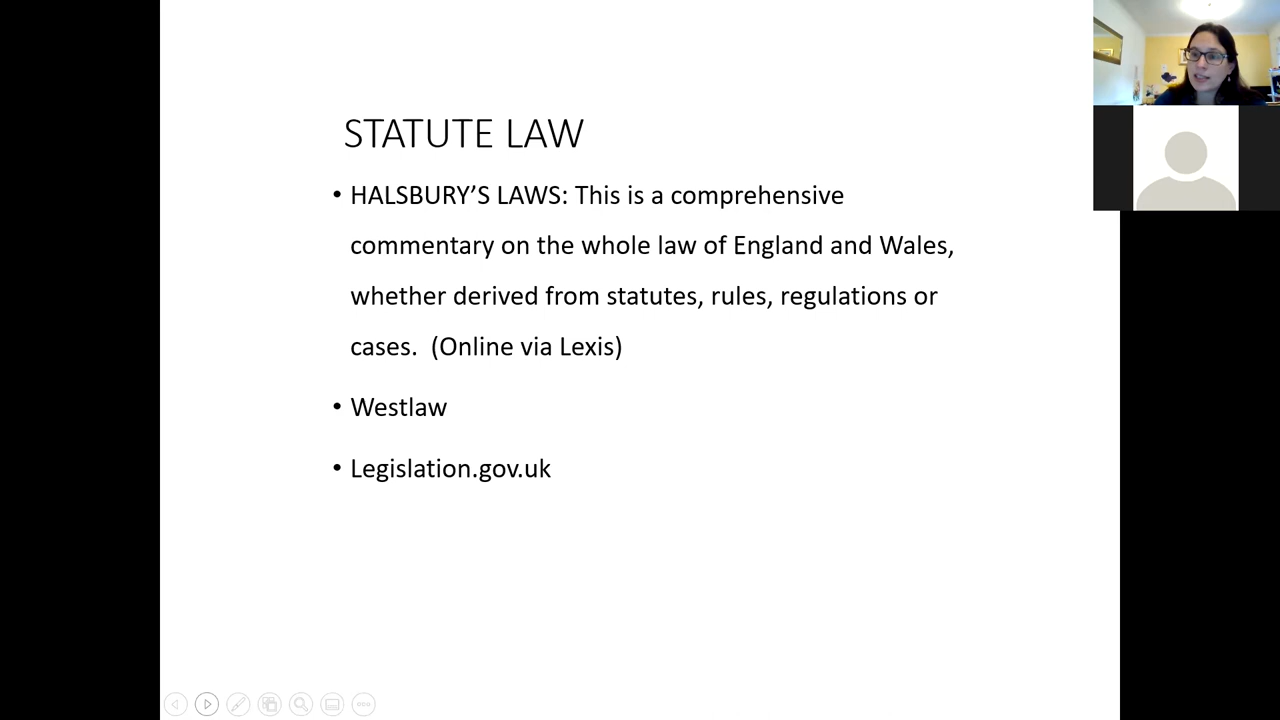 STATUTE LAW
• HALSBURY’S LAWS: This is a comprehensive
commentary on the whole law of England and Wales,
whether derived from statutes, rules, regulations or
cases.  (Online via Lexis)
• Westlaw
• Legislation.gov.uk